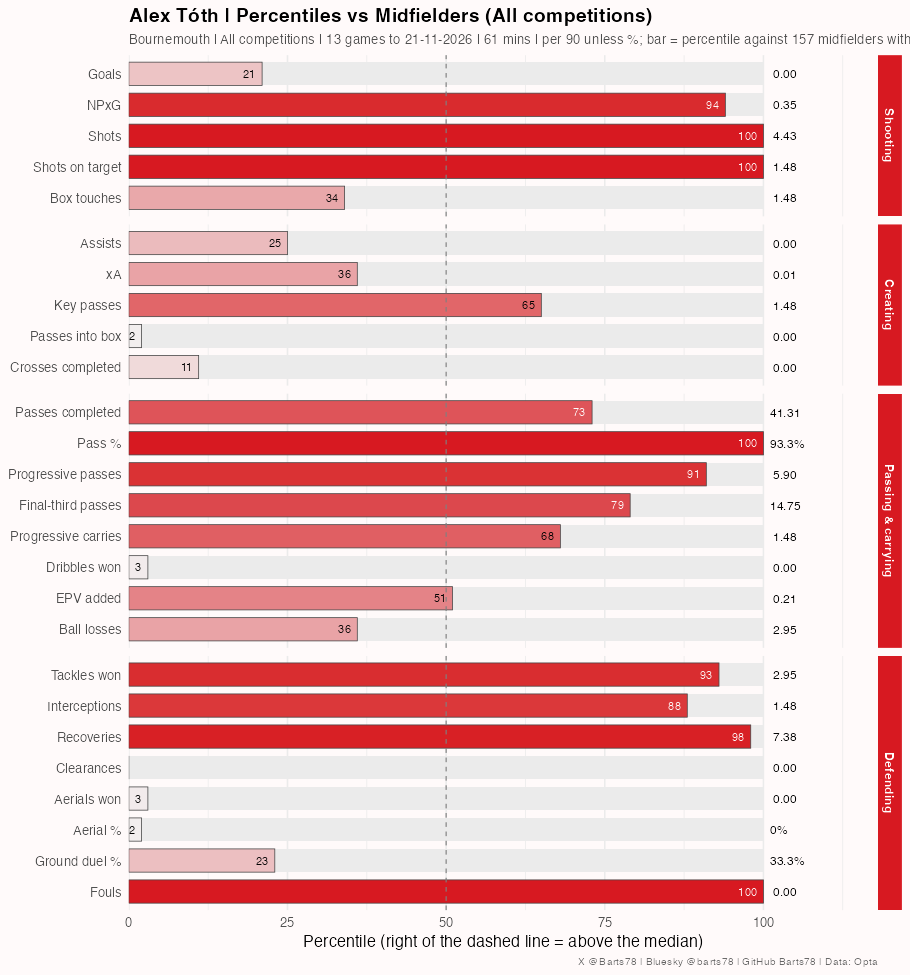 Alex Tóth | Percentiles vs Midfielders (All competitions)
Bournemouth | All competitions | 13 games to 21-11-2026 | 61 mins | per 90 unless %; bar = percentile against 157 midfielders with
Shooting
Goals 21 0.00
NPxG 94 0.35
Shots 100 4.43
Shots on target 100 1.48
Box touches 34 1.48
Creating
Assists 25 0.00
xA 36 0.01
Key passes 65 1.48
Passes into box 2 0.00
Crosses completed 11 0.00
Passing & carrying
Passes completed 73 41.31
Pass % 100 93.3%
Progressive passes 91 5.90
Final-third passes 79 14.75
Progressive carries 68 1.48
Dribbles won 3 0.00
EPV added 51 0.21
Ball losses 36 2.95
Defending
Tackles won 93 2.95
Interceptions 88 1.48
Recoveries 98 7.38
Clearances 0.00
Aerials won 3 0.00
Aerial % 2 0%
Ground duel % 23 33.3%
Fouls 100 0.00
0 25 50 75 100
Percentile (right of the dashed line = above the median)
X @Barts78 | Bluesky @barts78 | GitHub Barts78 | Data: Opta